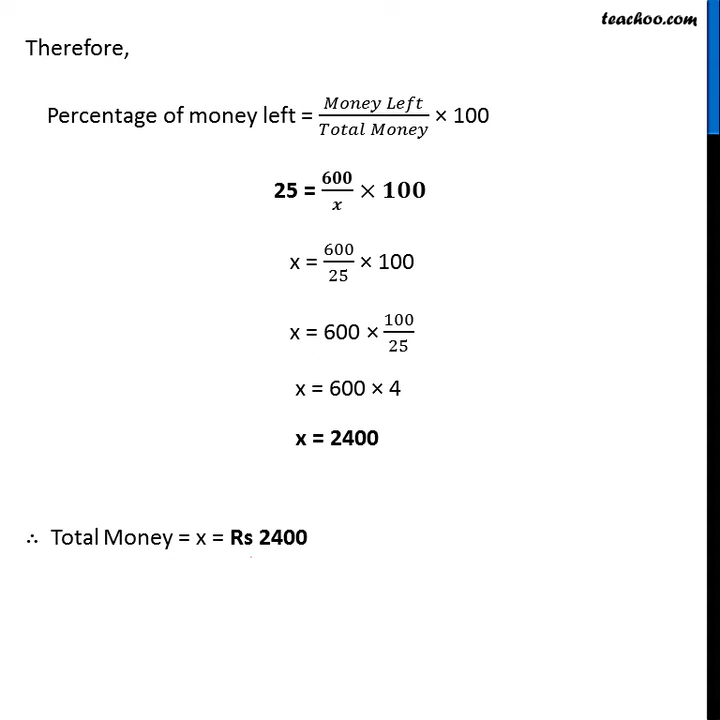 teachoo.com
Therefore,
Percentage of money left = Money Left/Total Money × 100
25 = 600/x × 100
x = 600/25 × 100
x = 600 × 100/25
x = 600 × 4
x = 2400
∴ Total Money = x = Rs 2400